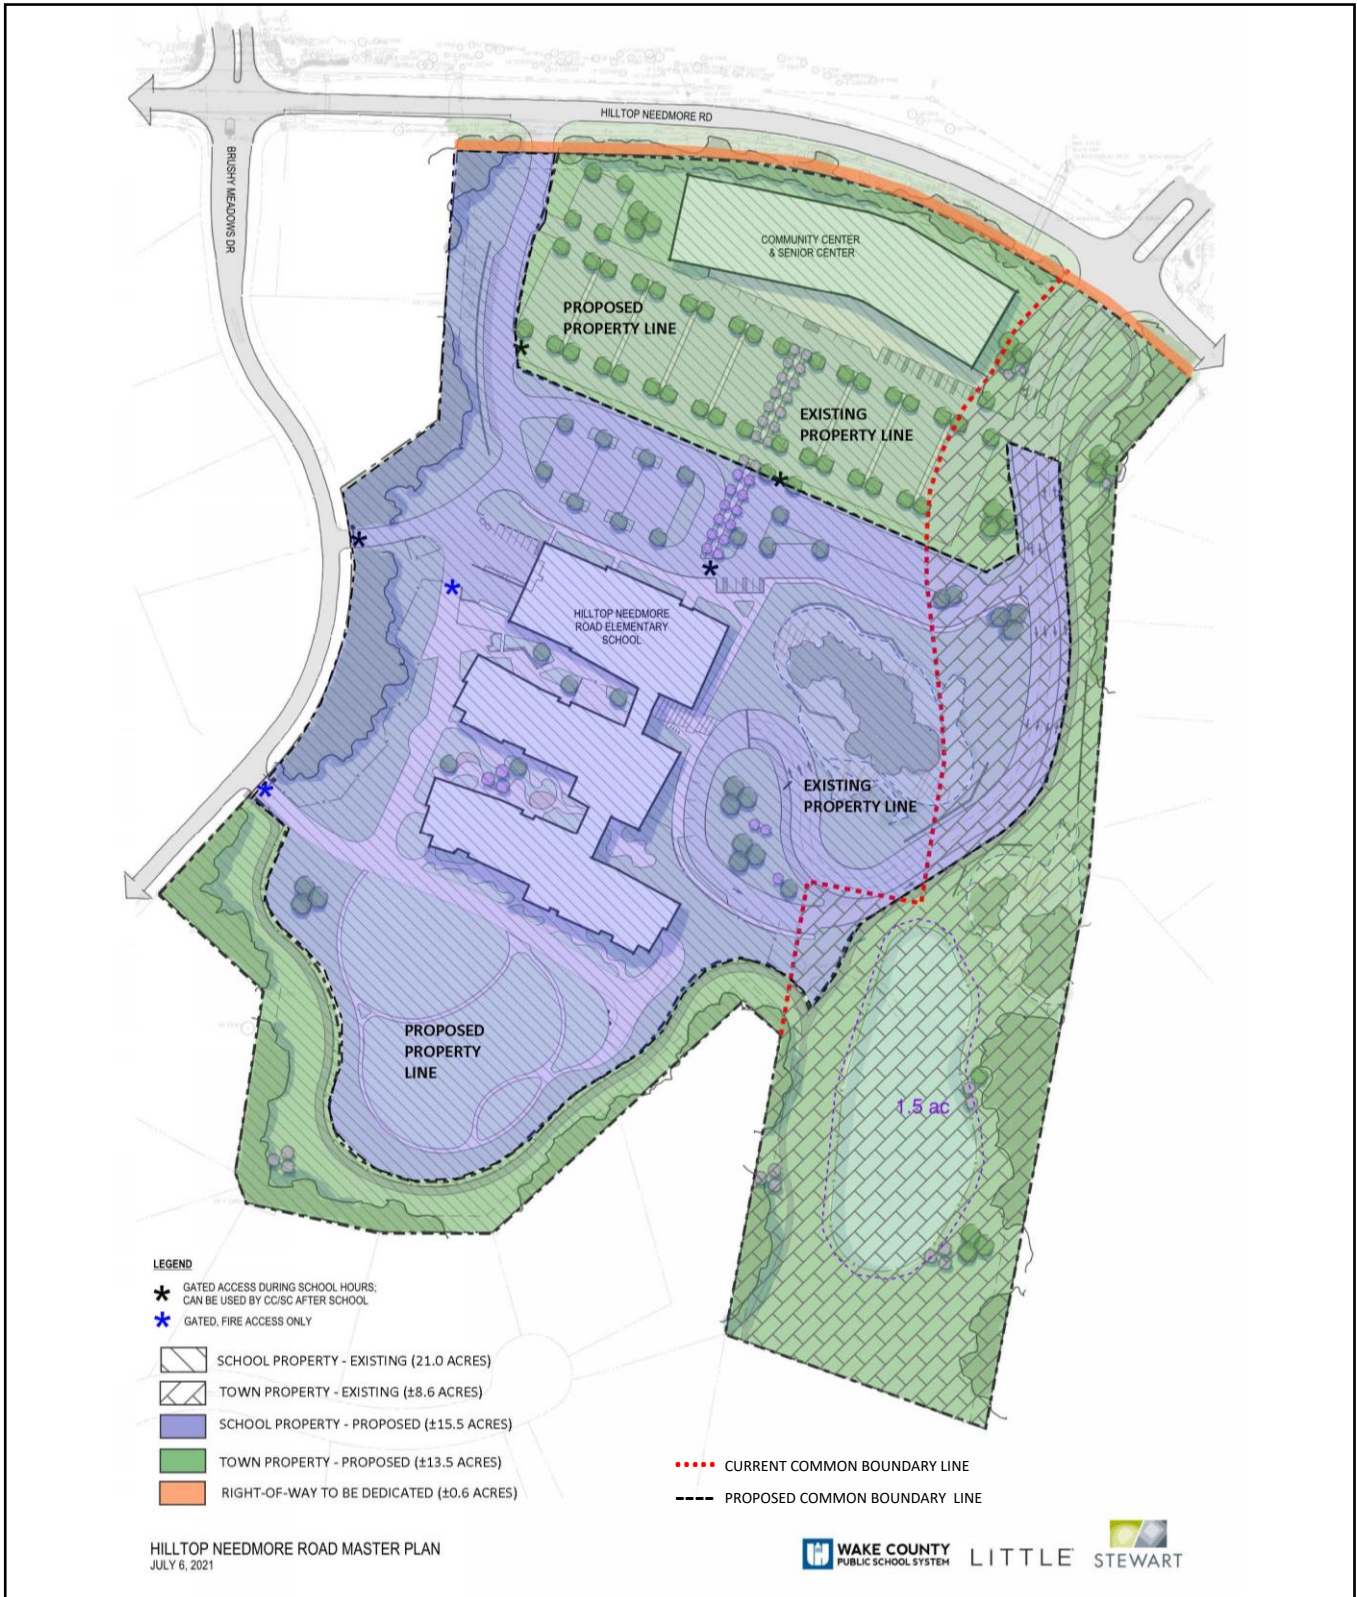 HILLTOP NEEDMORE RD
BRUSHY MEADOWS DR
COMMUNITY CENTER
& SENIOR CENTER
PROPOSED
PROPERTY LINE
EXISTING
PROPERTY LINE
HILLTOP NEEDMORE
ROAD ELEMENTARY
SCHOOL
EXISTING
PROPERTY LINE
PROPOSED
PROPERTY
LINE
1.5 ac
LEGEND
* GATED ACCESS DURING SCHOOL HOURS;
CAN BE USED BY CC/SC AFTER SCHOOL
* GATED, FIRE ACCESS ONLY
SCHOOL PROPERTY - EXISTING (21.0 ACRES)
TOWN PROPERTY - EXISTING (±8.6 ACRES)
SCHOOL PROPERTY - PROPOSED (±15.5 ACRES)
TOWN PROPERTY - PROPOSED (±13.5 ACRES)
RIGHT-OF-WAY TO BE DEDICATED (±0.6 ACRES)
CURRENT COMMON BOUNDARY LINE
PROPOSED COMMON BOUNDARY LINE
HILLTOP NEEDMORE ROAD MASTER PLAN
JULY 6, 2021
WAKE COUNTY
PUBLIC SCHOOL SYSTEM
LITTLE
STEWART